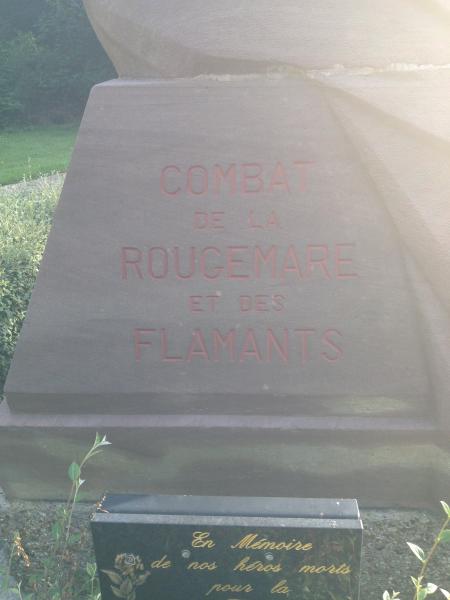 COMBAT
DE LA
ROUGEMARE
ET DES
FLAMANTS
En Mémoire
de nos héros morts
pour la